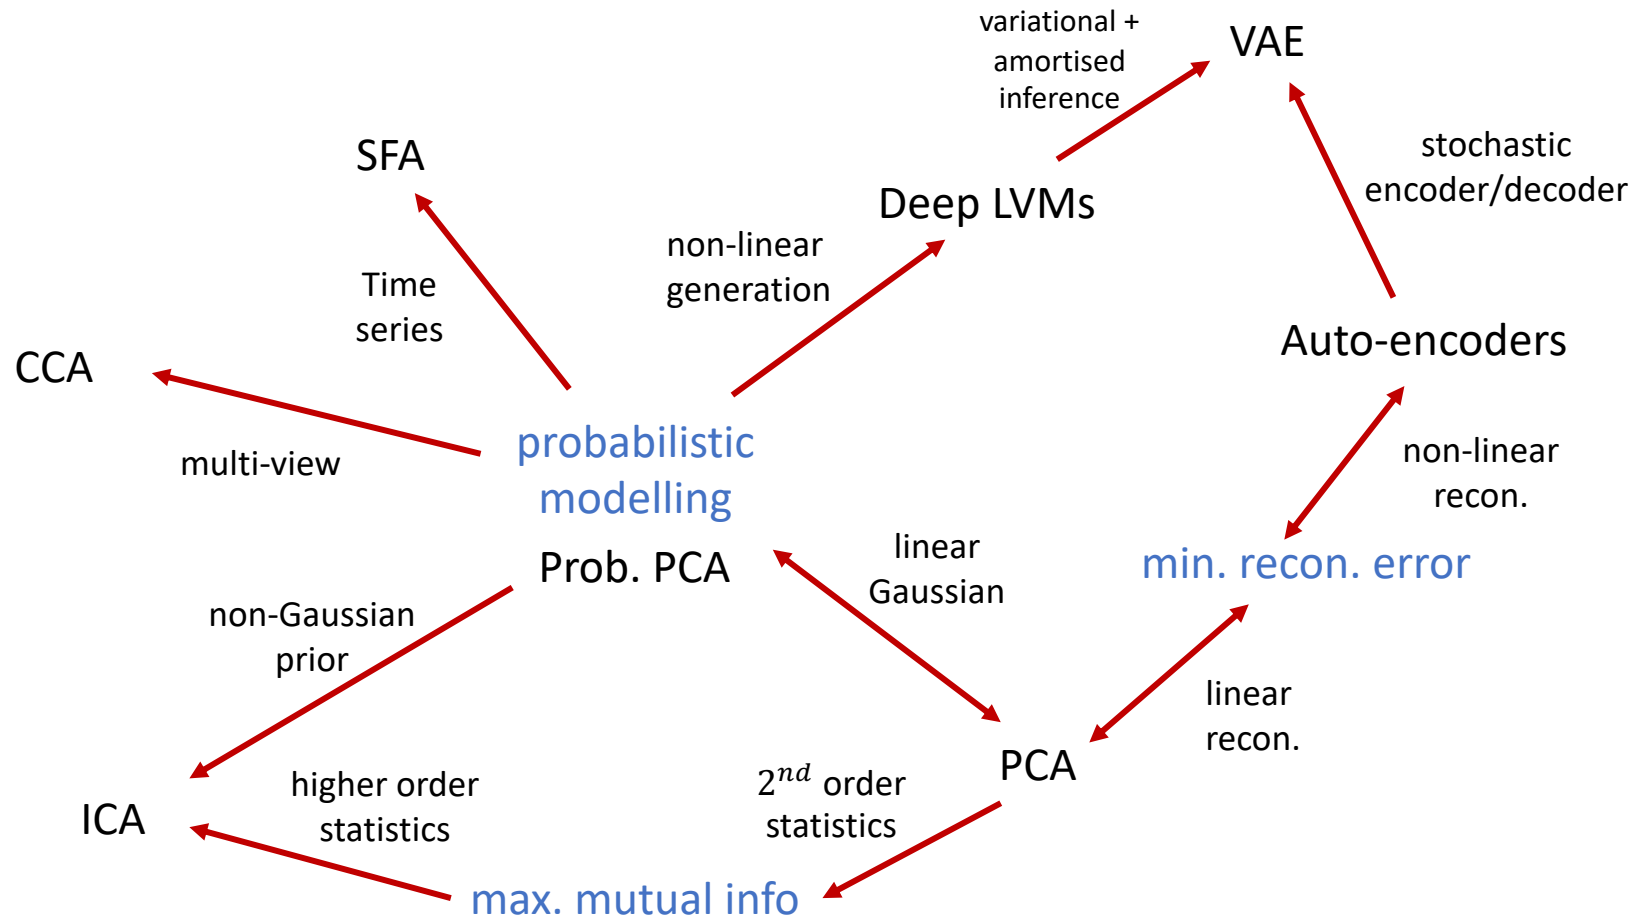 variational +
amortised
inference
VAE
SFA
stochastic
encoder/decoder
Deep LVMs
non-linear
generation
Time
series
Auto-encoders
CCA
multi-view
probabilistic
modelling
Prob. PCA
non-linear
recon.
linear
Gaussian
min. recon. error
non-Gaussian
prior
linear
recon.
PCA
2^{nd} order
statistics
higher order
statistics
ICA
max. mutual info